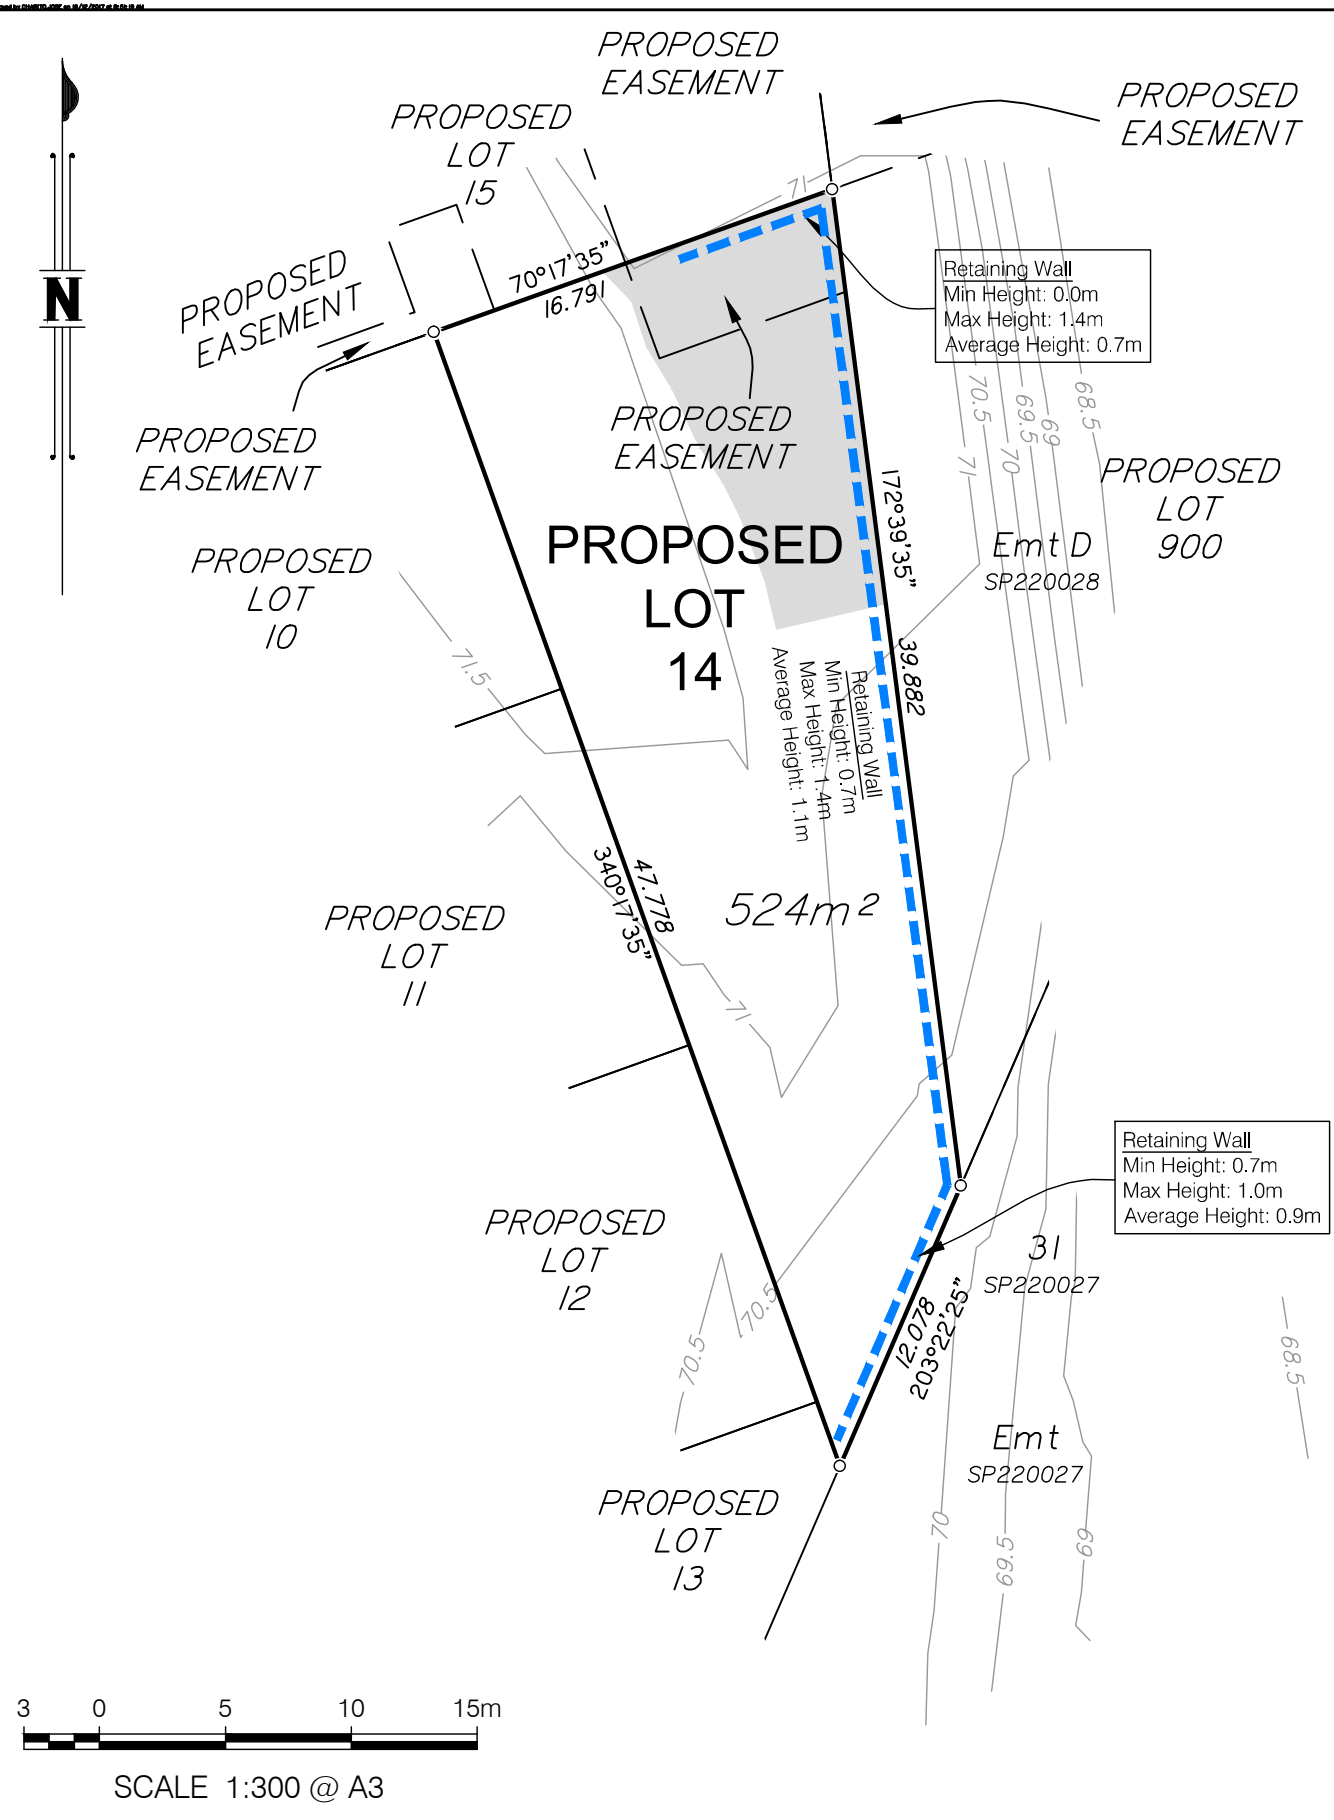 PROPOSED
EASEMENT
PROPOSED
EASEMENT
PROPOSED
LOT
15
71
N
PROPOSED
EASEMENT
70°17'35"
16.791
Retaining Wall
Min Height: 0.0m
Max Height: 1.4m
Average Height: 0.7m
PROPOSED
EASEMENT
PROPOSED
EASEMENT
71
70.5
70
69.5
69
68.5
PROPOSED
LOT
900
172°39'35"
39.882
Emt D
SP220028
PROPOSED
LOT
14
PROPOSED
LOT
10
71.5
Retaining Wall
Min Height: 0.7m
Max Height: 1.4m
Average Height: 1.1m
47.778
340°17'35"
524m²
PROPOSED
LOT
11
71
Retaining Wall
Min Height: 0.7m
Max Height: 1.0m
Average Height: 0.9m
PROPOSED
LOT
12
70.5
70.5
31
SP220027
12.078
203°22'25"
68.5
Emt
SP220027
PROPOSED
LOT
13
70
69.5
69
3 0 5 10 15m
SCALE 1:300 @ A3